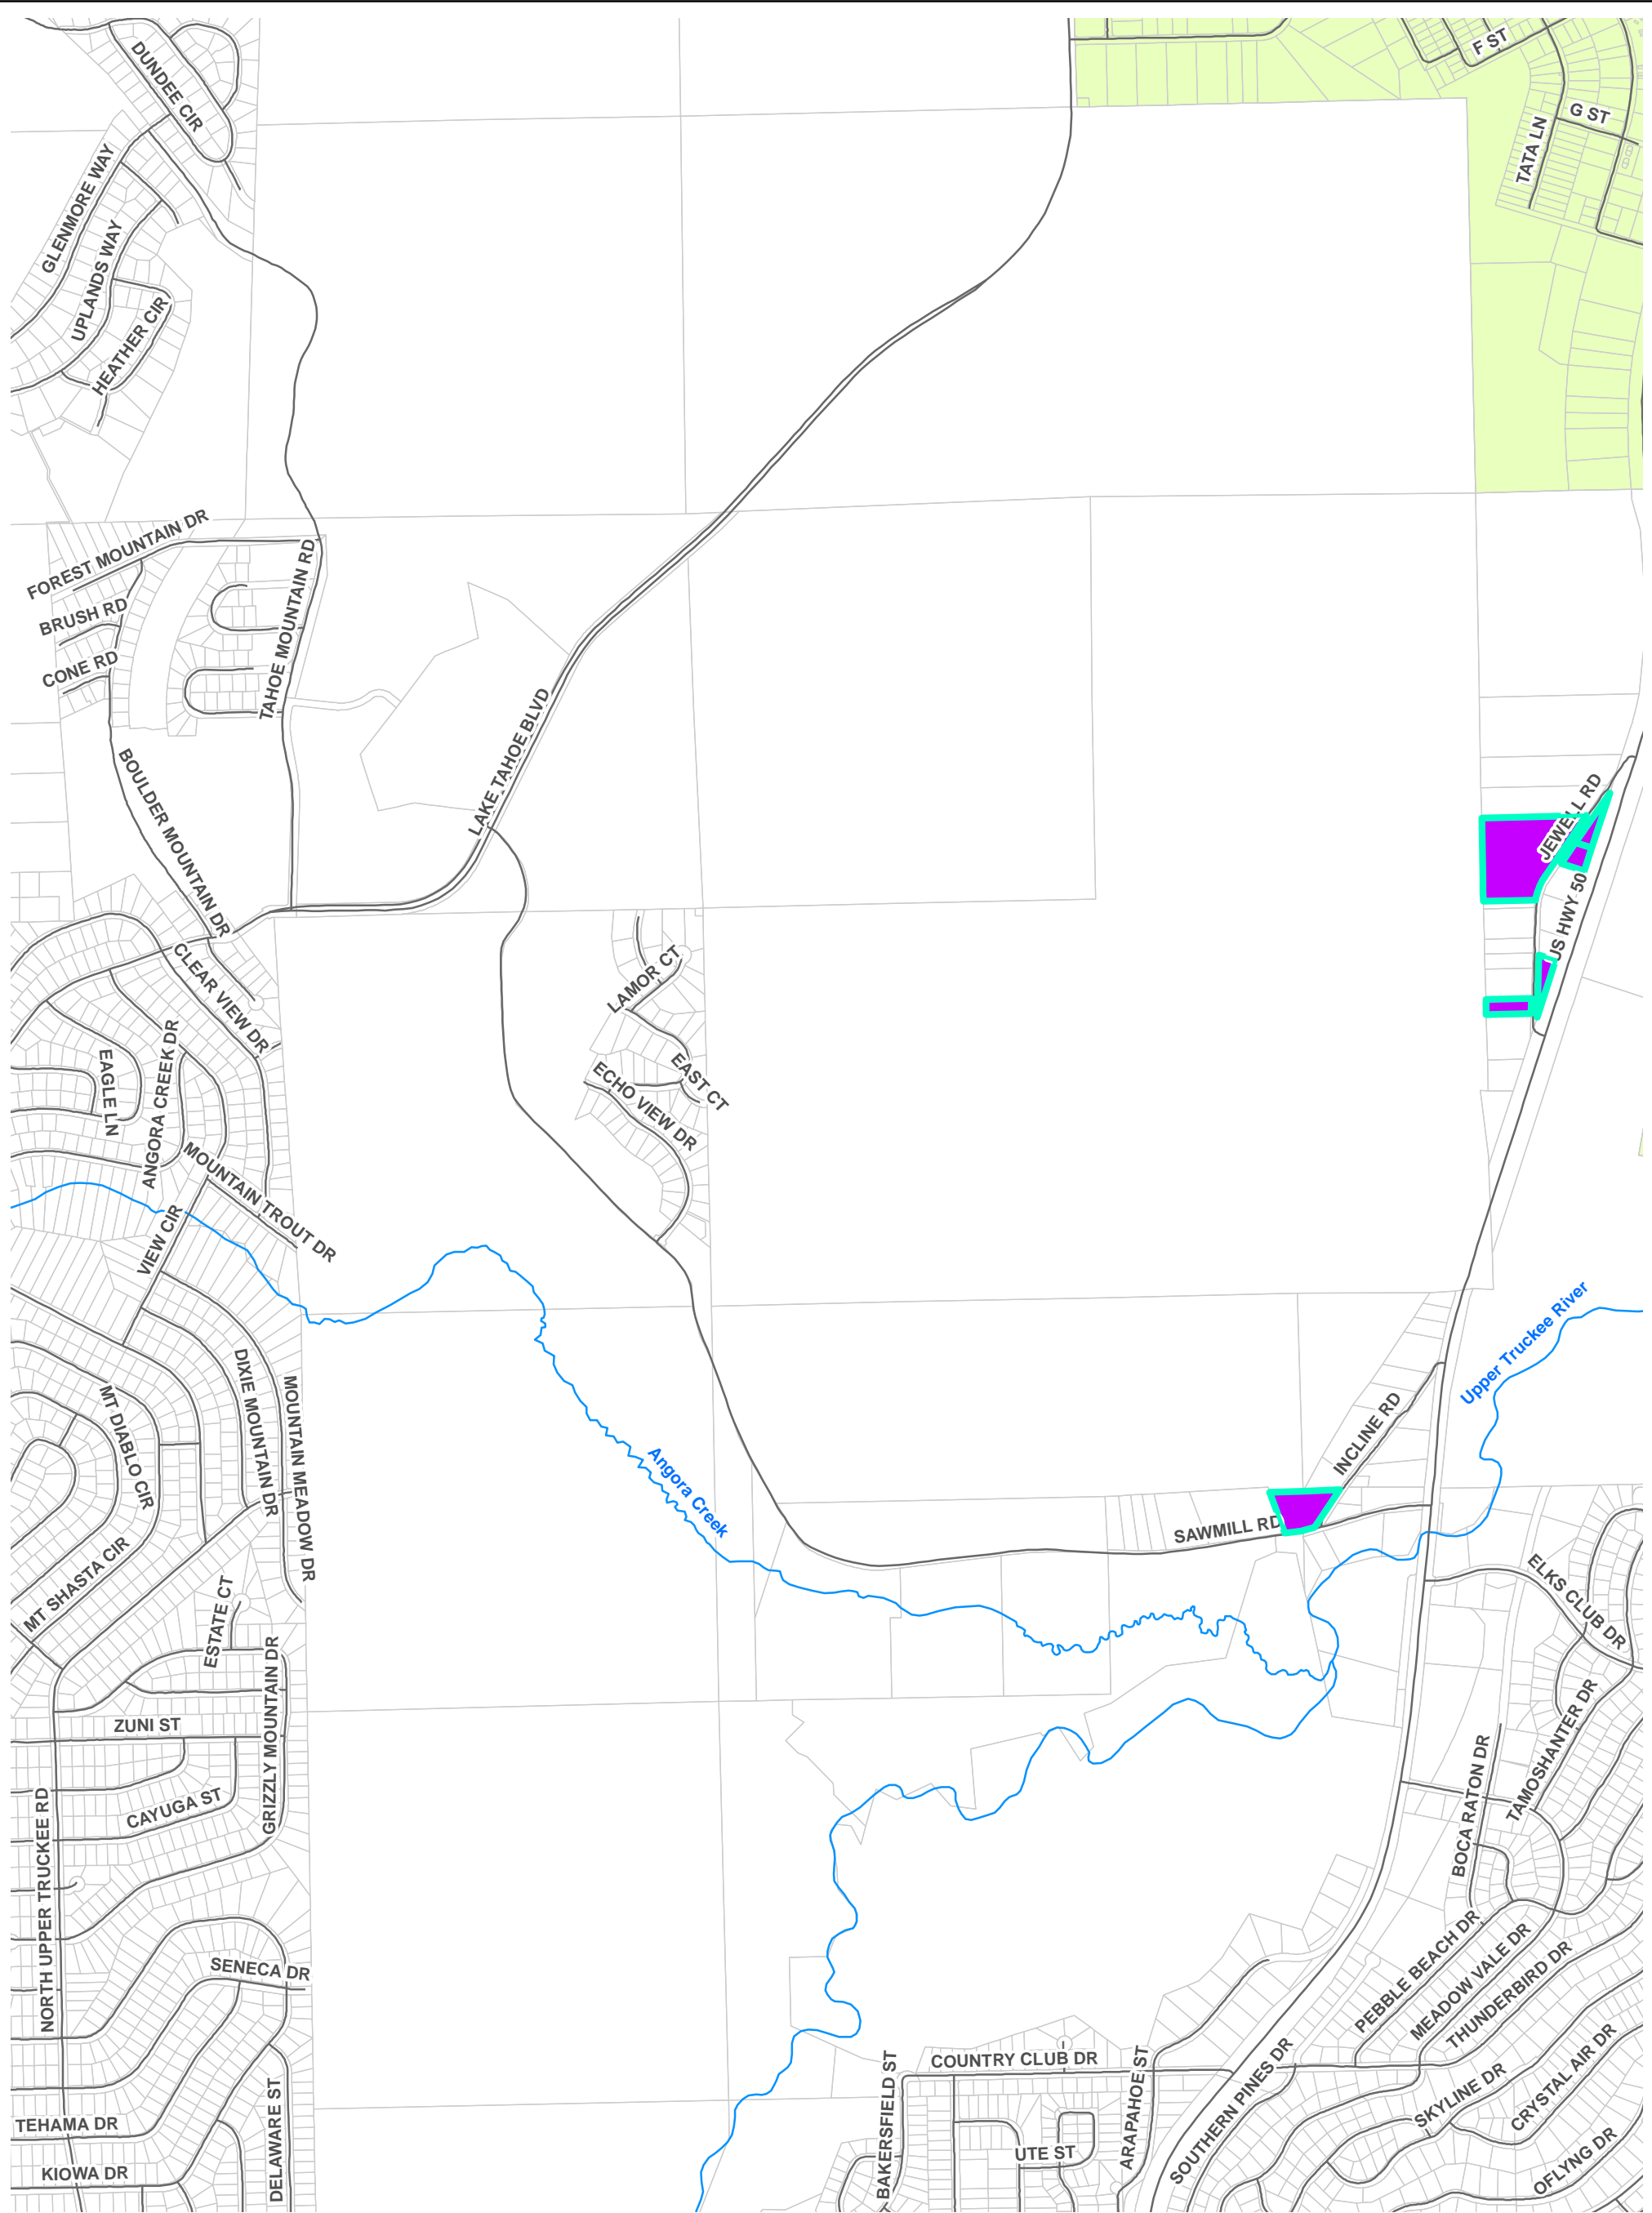 F ST
DUNDEE CIR
G ST
TATA LN
GLENMORE WAY
UPLANDS WAY
HEATHER CIR
FOREST MOUNTAIN DR
BRUSH RD
TAHOE MOUNTAIN RD
CONE RD
LAKE TAHOE BLVD
BOULDER MOUNTAIN DR
JEWELL RD
US HWY 50
CLEAR VIEW DR
LAMOR CT
EAGLE LN
ANGORA CREEK DR
EAST CT
ECHO VIEW DR
MOUNTAIN TROUT DR
VIEW CIR
Upper Truckee River
DIXIE MOUNTAIN DR
MOUNTAIN MEADOW DR
MT DIABLO CIR
INCLINE RD
Angora Creek
SAWMILL RD
MT SHASTA CIR
ELKS CLUB DR
ESTATE CT
GRIZZLY MOUNTAIN DR
ZUNI ST
TAMOSHANTER DR
BOCA RATON DR
CAYUGA ST
NORTH UPPPER TRUCKEE RD
PEBBLE BEACH DR
MEADOW VALE DR
THUNDERBIRD DR
SENECA DR
COUNTRY CLUB DR
BAKERSFIELD ST
ARAPAHOE ST
SOUTHERN PINES DR
SKYLINE DR
CRYSTAL AIR DR
TEHAMA DR
DELAWARE ST
UTE ST
OFLYNG DR
KIOWA DR